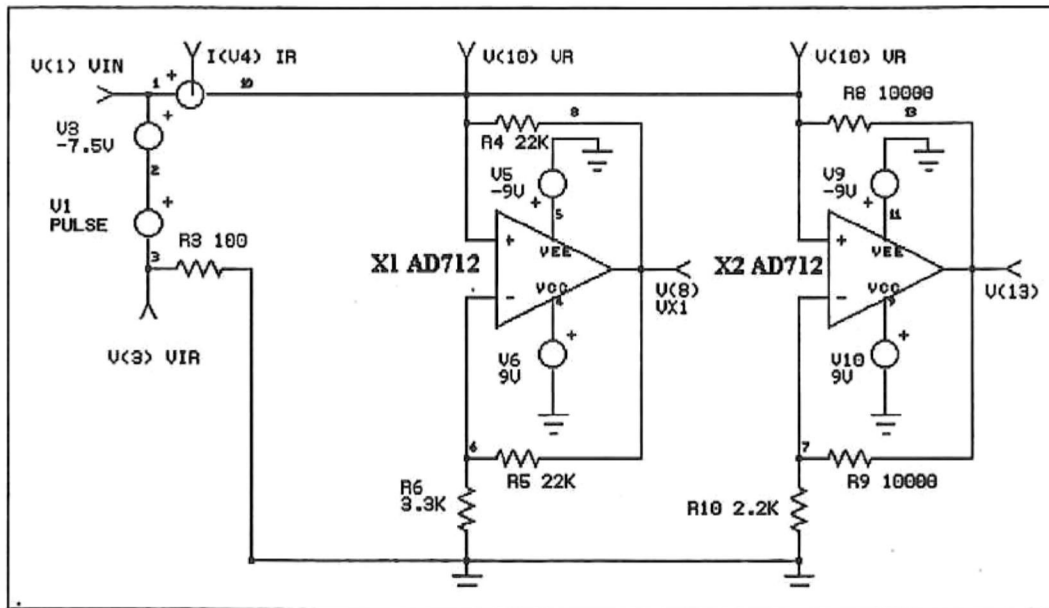 V(1) VIN
I(V4) IR
V(10) VR
V(10) VR
1
+
10
V3
-7.5V
+
2
V1
PULSE
+
3
R3 100
V(3) VIR
8
R4 22K
V5
-9V
+
5
+
VEE
X1 AD712
VCC
-
4
V(8)
VX1
V6
9V
+
6
R5 22K
R6
3.3K
R8 10000
13
V9
-9V
+
11
+
VEE
X2 AD712
VCC
-
9
V(13)
V10
9V
+
7
R9 10000
R10 2.2K